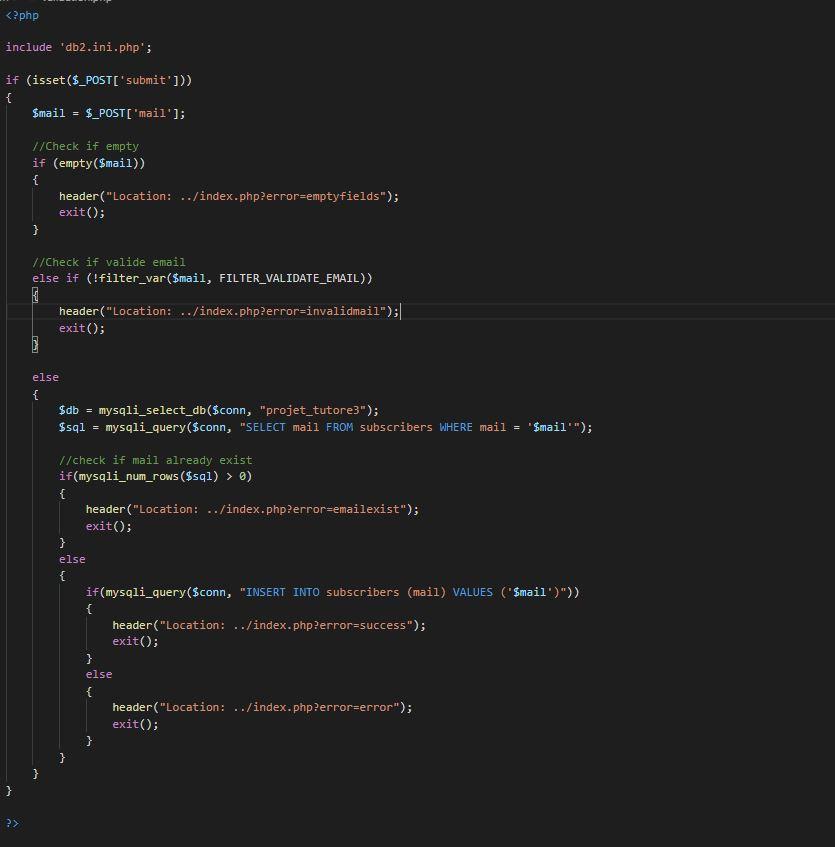 <?php
include 'db2.ini.php';
if (isset($_POST['submit']))
{
$mail = $_POST['mail'];
//Check if empty
if (empty($mail))
{
header("Location: ../index.php?error=emptyfields");
exit();
}
//Check if valide email
else if (!filter_var($mail, FILTER_VALIDATE_EMAIL))
{
header("Location: ../index.php?error=invalidmail");
exit();
}
else
{
$db = mysqli_select_db($conn, "projet_tutore3");
$sql = mysqli_query($conn, "SELECT mail FROM subscribers WHERE mail = '$mail'");
//check if mail already exist
if(mysqli_num_rows($sql) > 0)
{
header("Location: ../index.php?error=emailexist");
exit();
}
else
{
if(mysqli_query($conn, "INSERT INTO subscribers (mail) VALUES ('$mail')"))
{
header("Location: ../index.php?error=success");
exit();
}
else
{
header("Location: ../index.php?error=error");
exit();
}
}
}
}
?>